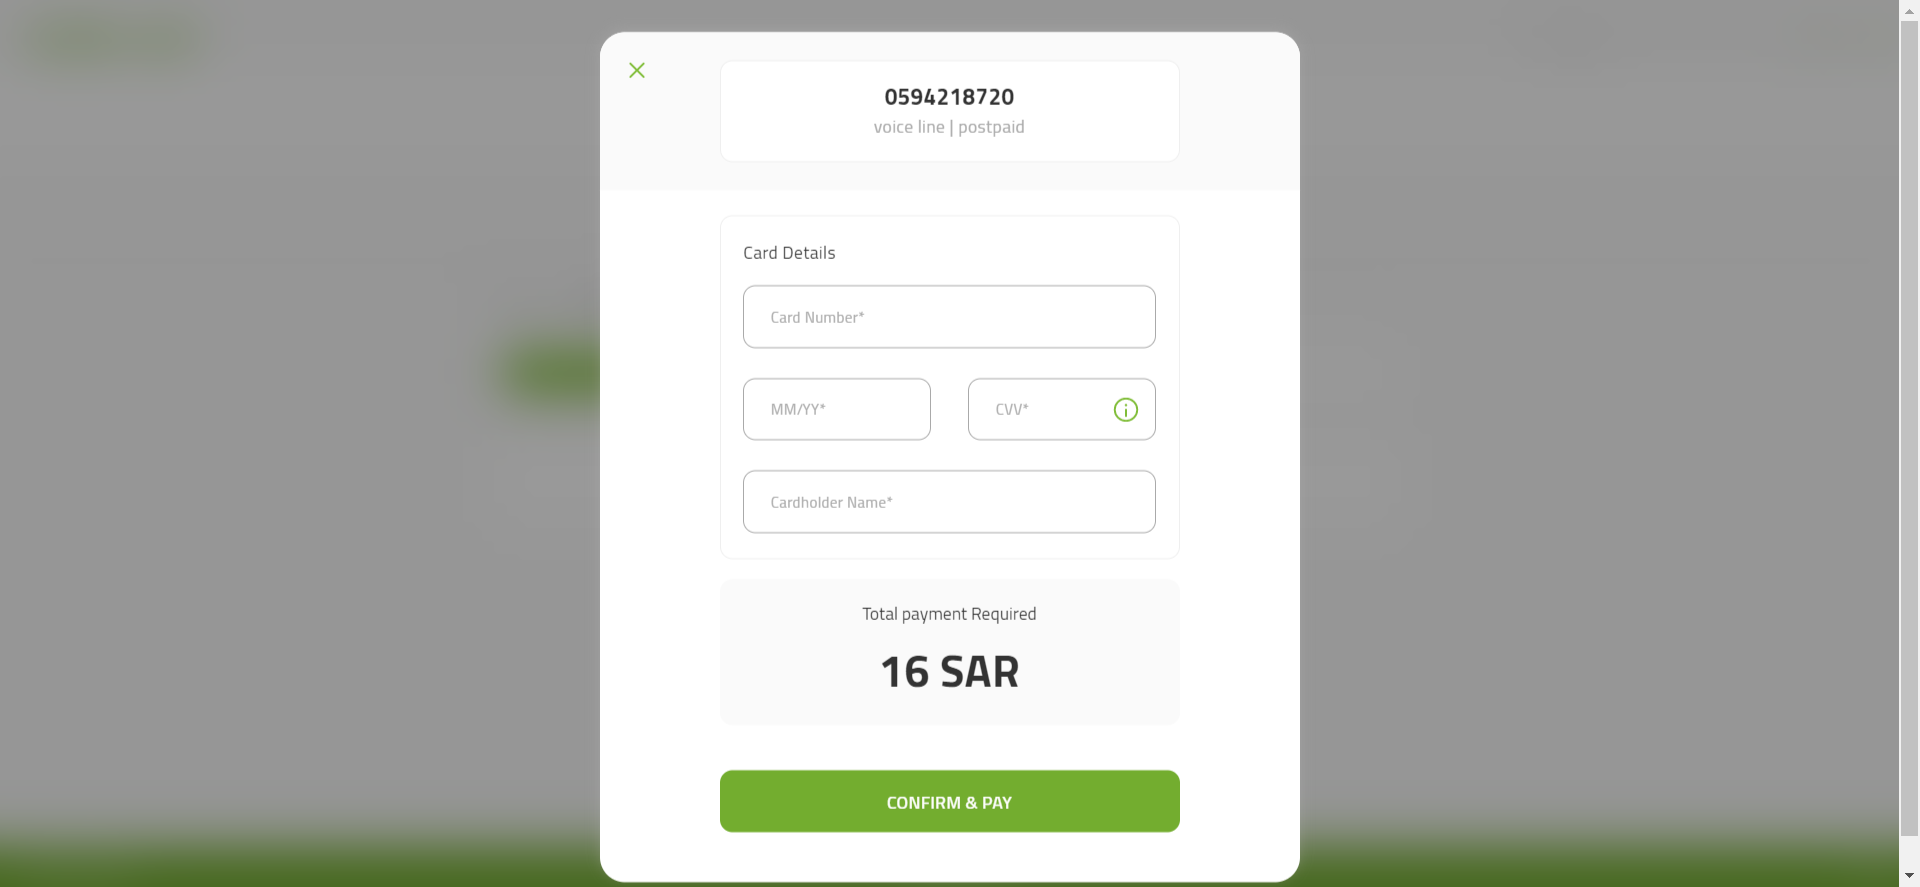 0594218720
voice line | postpaid
Card Details
Card Number*
MM/YY*
CVV*
Cardholder Name*
Total payment Required
16 SAR
CONFIRM & PAY